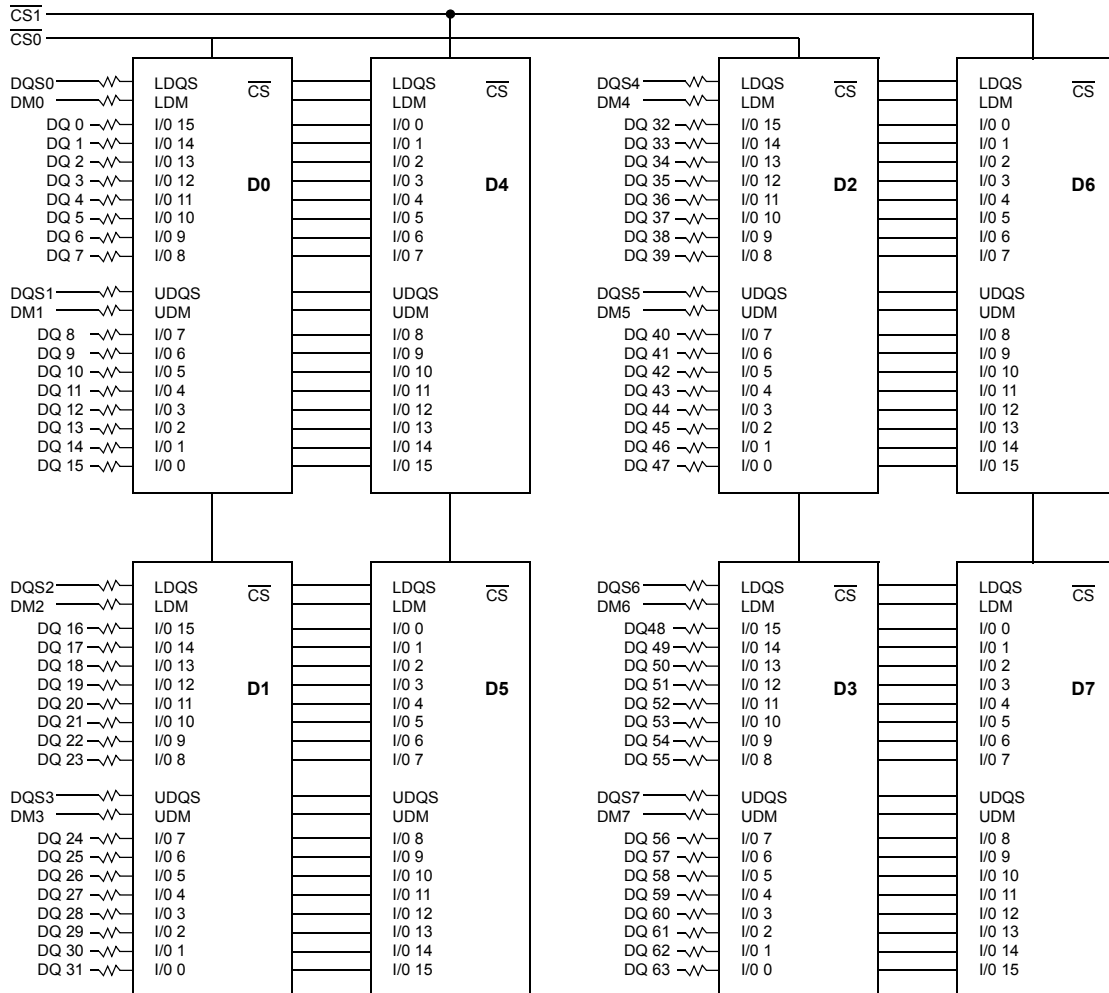 CS1
CS0
DQS0 LDQS CS LDQS CS DQS4 LDQS CS LDQS CS
DM0 LDM LDM DM4 LDM LDM
DQ 0 I/0 15 I/0 0 DQ 32 I/0 15 I/0 0
DQ 1 I/0 14 I/0 1 DQ 33 I/0 14 I/0 1
DQ 2 I/0 13 I/0 2 DQ 34 I/0 13 I/0 2
DQ 3 I/0 12 D0 I/0 3 D4 DQ 35 I/0 12 D2 I/0 3 D6
DQ 4 I/0 11 I/0 4 DQ 36 I/0 11 I/0 4
DQ 5 I/0 10 I/0 5 DQ 37 I/0 10 I/0 5
DQ 6 I/0 9 I/0 6 DQ 38 I/0 9 I/0 6
DQ 7 I/0 8 I/0 7 DQ 39 I/0 8 I/0 7
DQS1 UDQS UDQS DQS5 UDQS UDQS
DM1 UDM UDM DM5 UDM UDM
DQ 8 I/0 7 I/0 8 DQ 40 I/0 7 I/0 8
DQ 9 I/0 6 I/0 9 DQ 41 I/0 6 I/0 9
DQ 10 I/0 5 I/0 10 DQ 42 I/0 5 I/0 10
DQ 11 I/0 4 I/0 11 DQ 43 I/0 4 I/0 11
DQ 12 I/0 3 I/0 12 DQ 44 I/0 3 I/0 12
DQ 13 I/0 2 I/0 13 DQ 45 I/0 2 I/0 13
DQ 14 I/0 1 I/0 14 DQ 46 I/0 1 I/0 14
DQ 15 I/0 0 I/0 15 DQ 47 I/0 0 I/0 15
DQS2 LDQS CS LDQS CS DQS6 LDQS CS LDQS CS
DM2 LDM LDM DM6 LDM LDM
DQ 16 I/0 15 I/0 0 DQ48 I/0 15 I/0 0
DQ 17 I/0 14 I/0 1 DQ 49 I/0 14 I/0 1
DQ 18 I/0 13 I/0 2 DQ 50 I/0 13 I/0 2
DQ 19 I/0 12 D1 I/0 3 D5 DQ 51 I/0 12 D3 I/0 3 D7
DQ 20 I/0 11 I/0 4 DQ 52 I/0 11 I/0 4
DQ 21 I/0 10 I/0 5 DQ 53 I/0 10 I/0 5
DQ 22 I/0 9 I/0 6 DQ 54 I/0 9 I/0 6
DQ 23 I/0 8 I/0 7 DQ 55 I/0 8 I/0 7
DQS3 UDQS UDQS DQS7 UDQS UDQS
DM3 UDM UDM DM7 UDM UDM
DQ 24 I/0 7 I/0 8 DQ 56 I/0 7 I/0 8
DQ 25 I/0 6 I/0 9 DQ 57 I/0 6 I/0 9
DQ 26 I/0 5 I/0 10 DQ 58 I/0 5 I/0 10
DQ 27 I/0 4 I/0 11 DQ 59 I/0 4 I/0 11
DQ 28 I/0 3 I/0 12 DQ 60 I/0 3 I/0 12
DQ 29 I/0 2 I/0 13 DQ 61 I/0 2 I/0 13
DQ 30 I/0 1 I/0 14 DQ 62 I/0 1 I/0 14
DQ 31 I/0 0 I/0 15 DQ 63 I/0 0 I/0 15